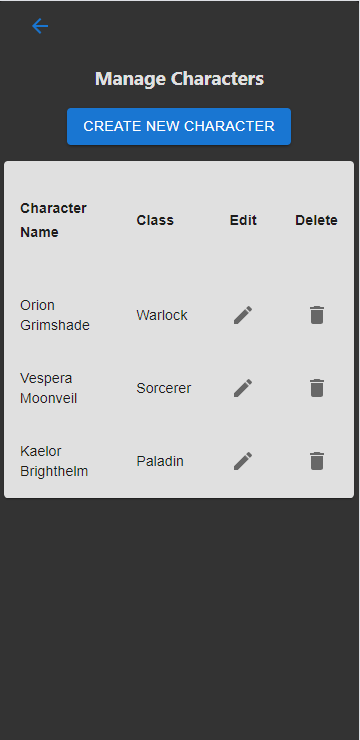 Manage Characters
CREATE NEW CHARACTER
Character
Name
Class
Edit
Delete
Orion
Grimshade
Warlock
Vespera
Moonveil
Sorcerer
Kaelor
Brighthelm
Paladin